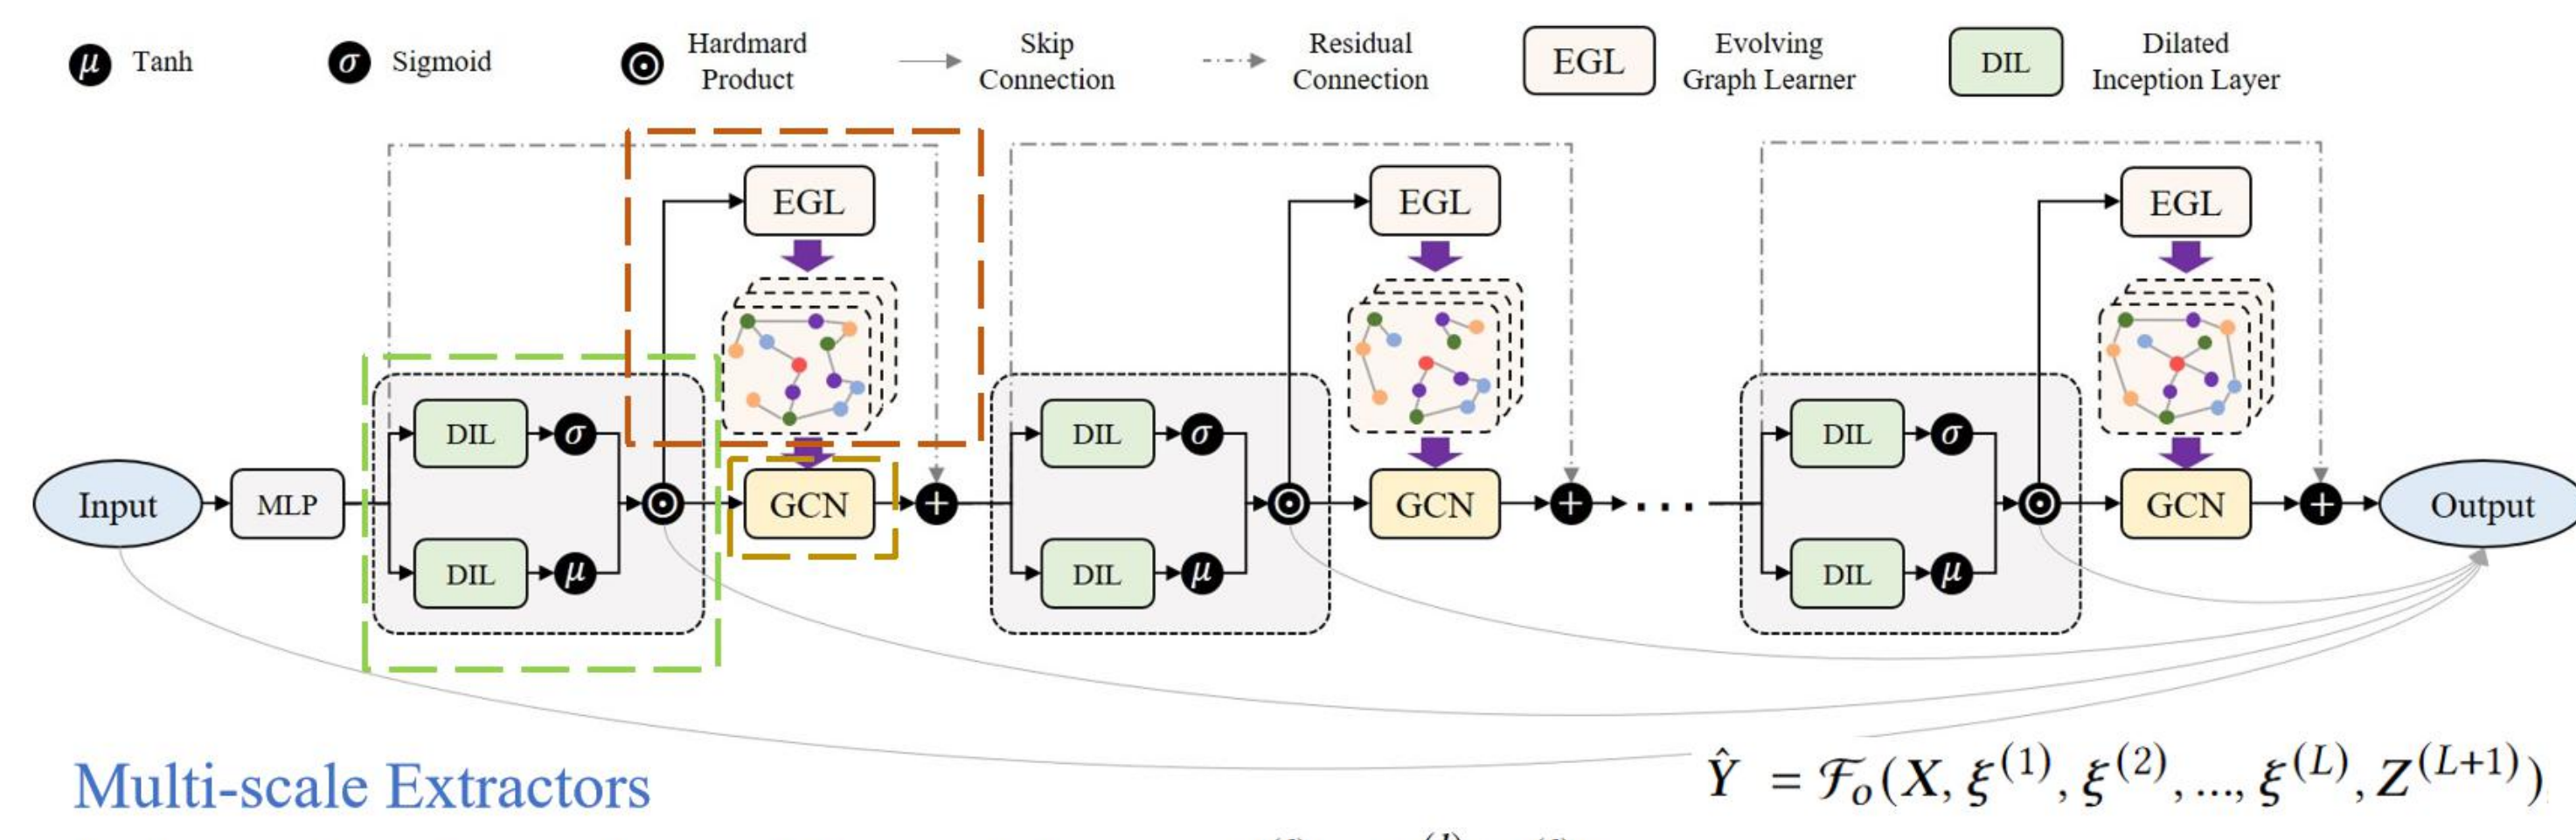 μ Tanh
σ Sigmoid
Hardmard
Product
Skip
Connection
Residual
Connection
EGL
Evolving
Graph Learner
DIL
Dilated
Inception Layer
EGL
EGL
EGL
DIL σ
DIL σ
DIL σ
Input
MLP
GCN
+
GCN
+
...
GCN
+
Output
DIL μ
DIL μ
DIL μ
Multi-scale Extractors
Ŷ = ℱₒ(X, ξ⁽¹⁾, ξ⁽²⁾, ..., ξ⁽ᴸ⁾, Z⁽ᴸ⁺¹⁾)